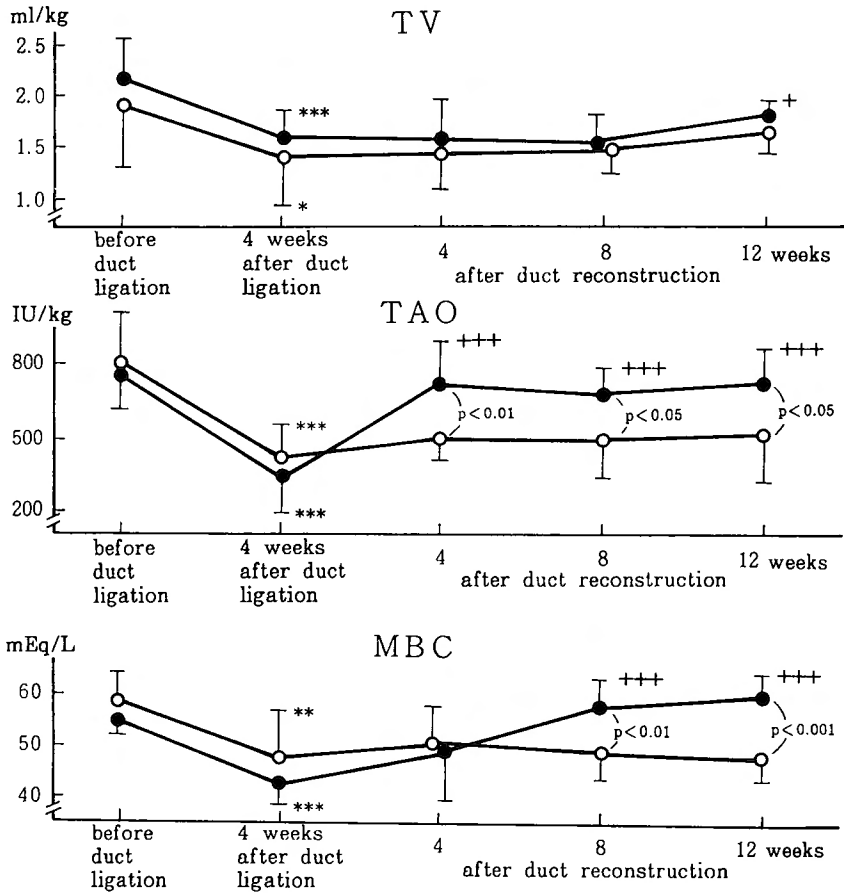 ml/kg
TV
2.5
2.0
1.5
1.0
***
*
+
before duct ligation
4 weeks after duct ligation
4
8
12 weeks
after duct reconstruction
IU/kg
TAO
800
500
200
***
***
+++
+++
+++
p<0.01
p<0.05
p<0.05
before duct ligation
4 weeks after duct ligation
4
8
12 weeks
after duct reconstruction
mEq/L
MBC
60
50
40
**
***
+++
+++
p<0.01
p<0.001
before duct ligation
4 weeks after duct ligation
4
8
12 weeks
after duct reconstruction